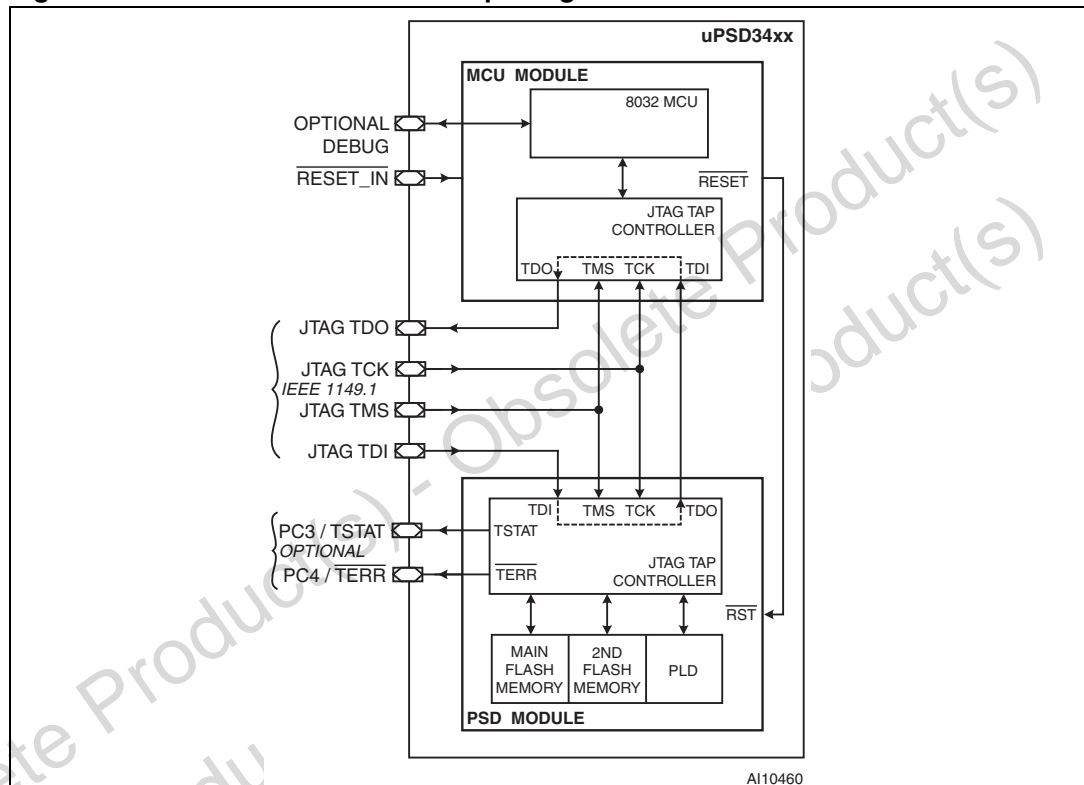 uPSD34xx
MCU MODULE
8032 MCU
OPTIONAL
DEBUG
RESET_IN
RESET
JTAG TAP
CONTROLLER
TDO TMS TCK TDI
JTAG TDO
JTAG TCK
IEEE 1149.1
JTAG TMS
JTAG TDI
TDI TMS TCK TDO
PC3 / TSTAT
TSTAT
OPTIONAL
PC4 / TERR
TERR
JTAG TAP
CONTROLLER
RST
MAIN
FLASH
MEMORY
2ND
FLASH
MEMORY
PLD
PSD MODULE
AI10460
Product(s) - Obsolete Product(s)